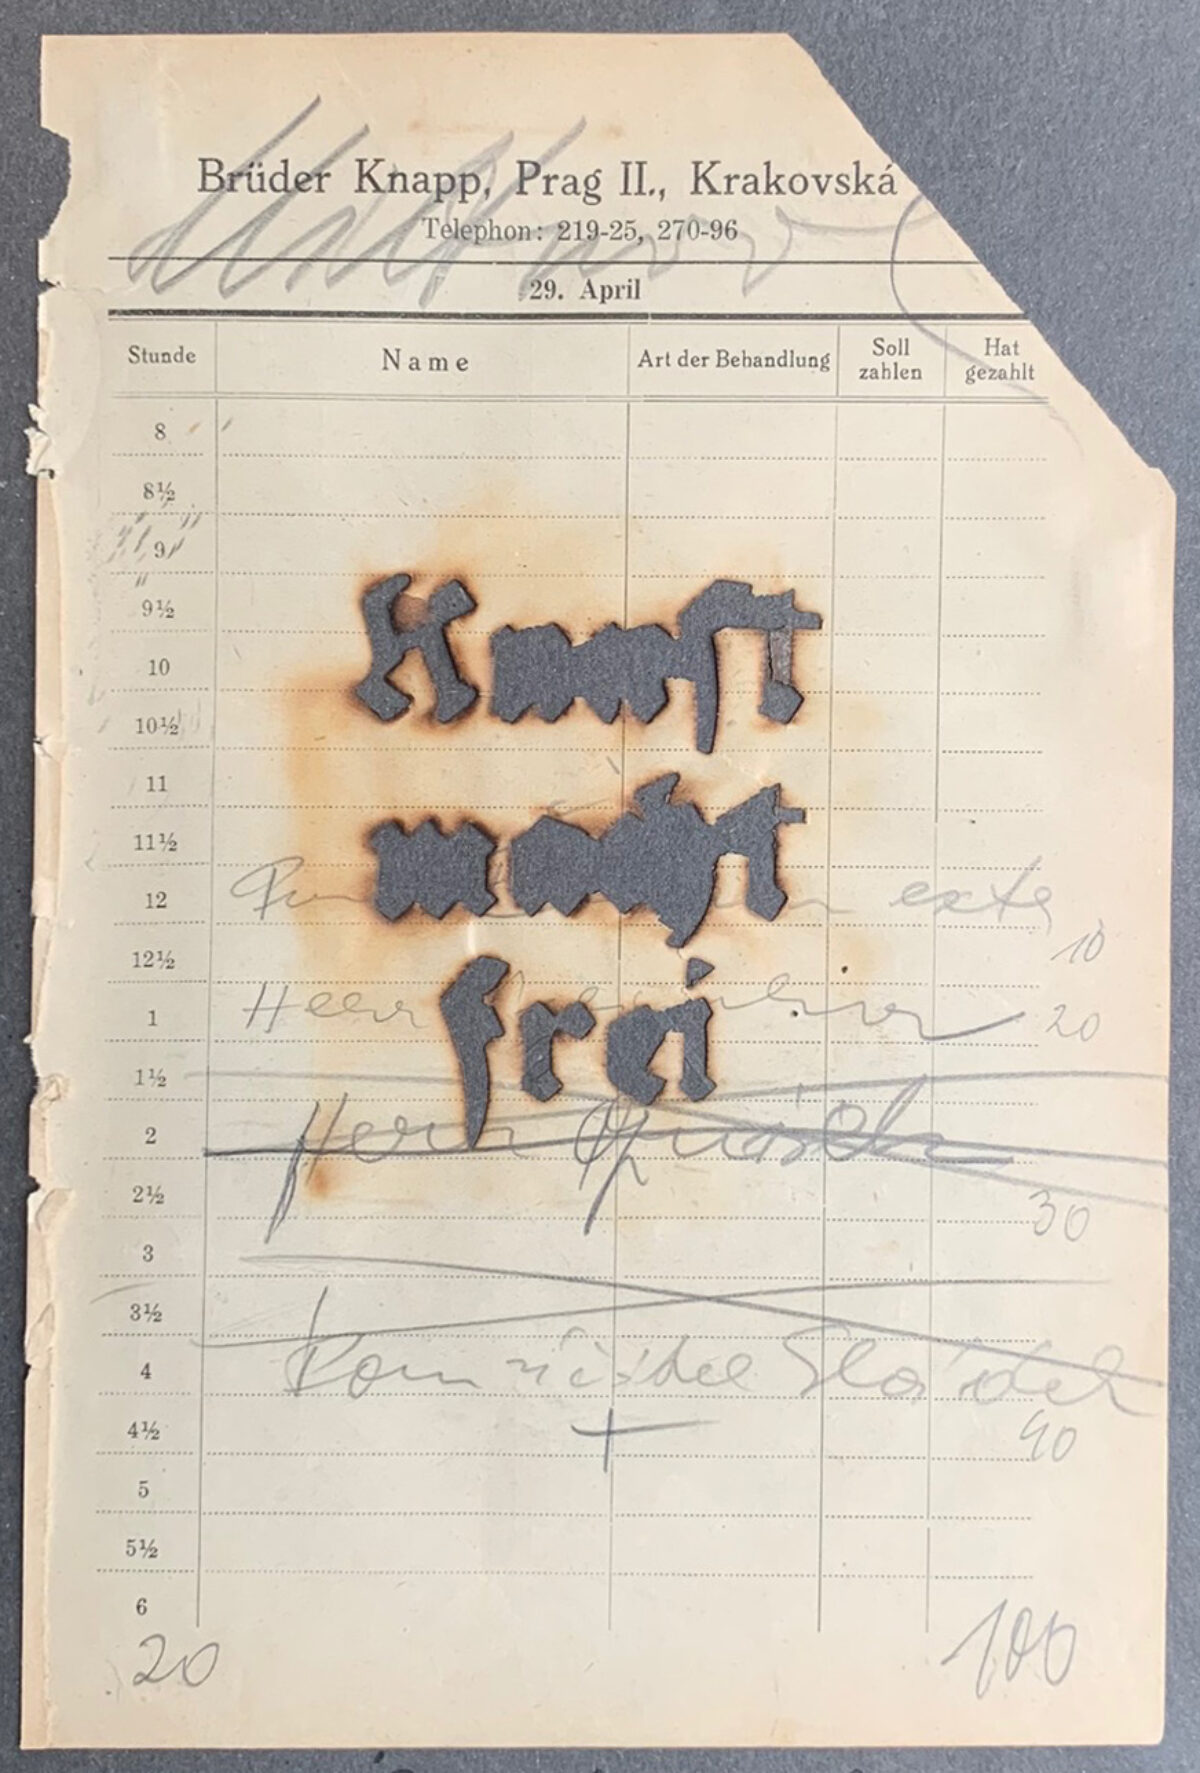 Brüder Knapp, Prag II., Krakovská
Telephon: 219-25, 270-96
29. April
Stunde Name Art der Behandlung Soll zahlen Hat gezahlt
8
8½
9
9½
Kunst
10
10½
11
macht
11½
12 exte
10
12½
frei
1 Herr 20
1½
2 Herr
2½ 30
3
3½
4 Pan
4½ 40
5
5½
6
20 100